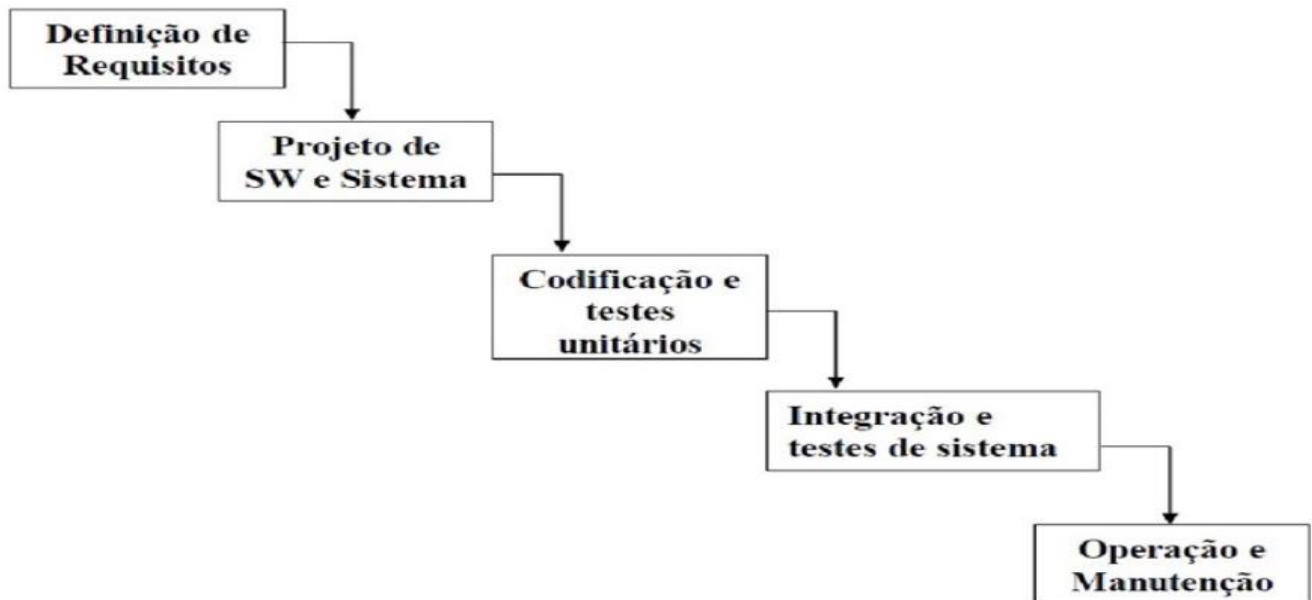 Definição de
Requisitos
Projeto de
SW e Sistema
Codificação e
testes
unitários
Integração e
testes de sistema
Operação e
Manutenção